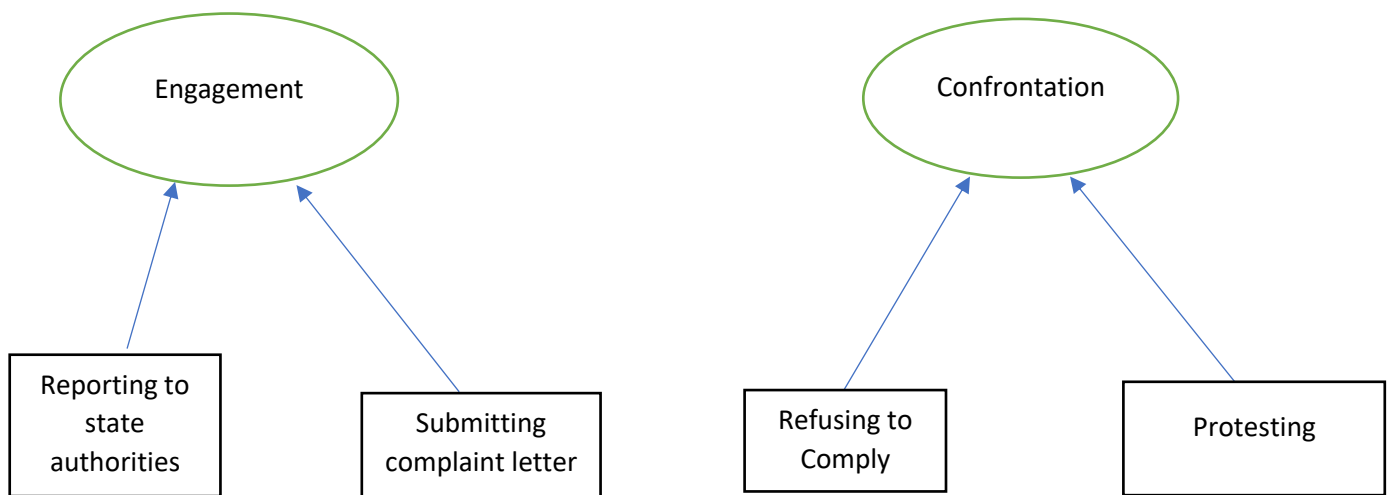 Engagement
Confrontation
Reporting to
state
authorities
Submitting
complaint letter
Refusing to
Comply
Protesting